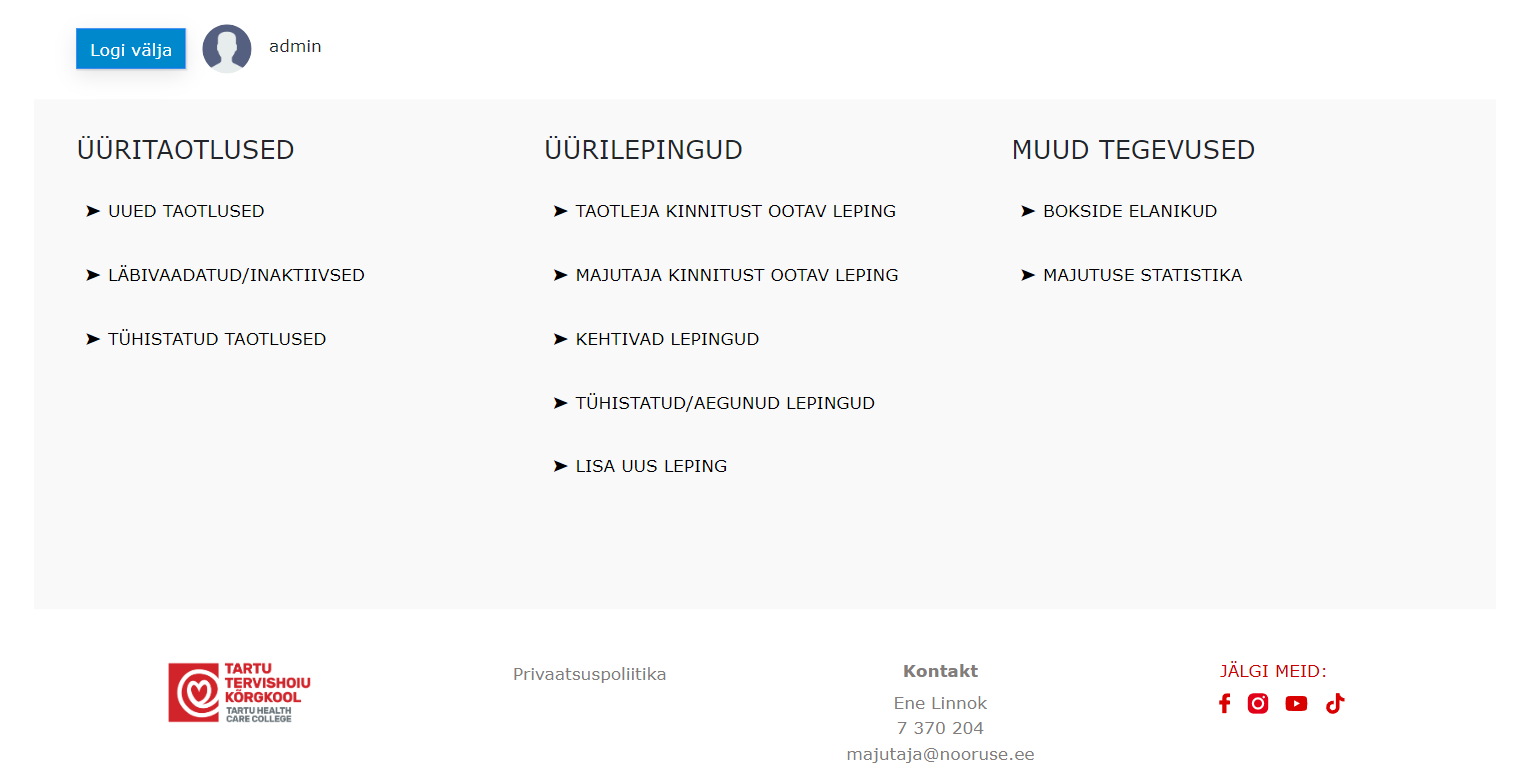 Logi välja
admin
ÜÜRITAOTLUSED
➤ UUED TAOTLUSED
➤ LÄBIVAADATUD/INAKTIIVSED
➤ TÜHISTATUD TAOTLUSED
ÜÜRILEPINGUD
➤ TAOTLEJA KINNITUST OOTAV LEPING
➤ MAJUTAJA KINNITUST OOTAV LEPING
➤ KEHTIVAD LEPINGUD
➤ TÜHISTATUD/AEGUNUD LEPINGUD
➤ LISA UUS LEPING
MUUD TEGEVUSED
➤ BOKSIDE ELANIKUD
➤ MAJUTUSE STATISTIKA
TARTU
TERVISHOIU
KÕRGKOOL
TARTU HEALTH
CARE COLLEGE
Privaatsuspoliitika
Kontakt
Ene Linnok
7 370 204
majutaja@nooruse.ee
JÄLGI MEID: